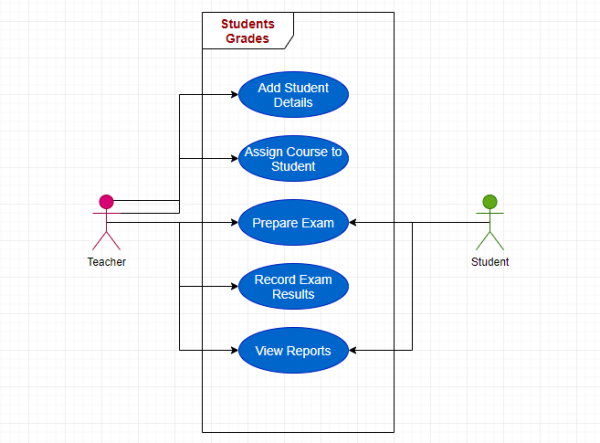 Students
Grades
Add Student
Details
Assign Course to
Student
Prepare Exam
Teacher
Student
Record Exam
Results
View Reports